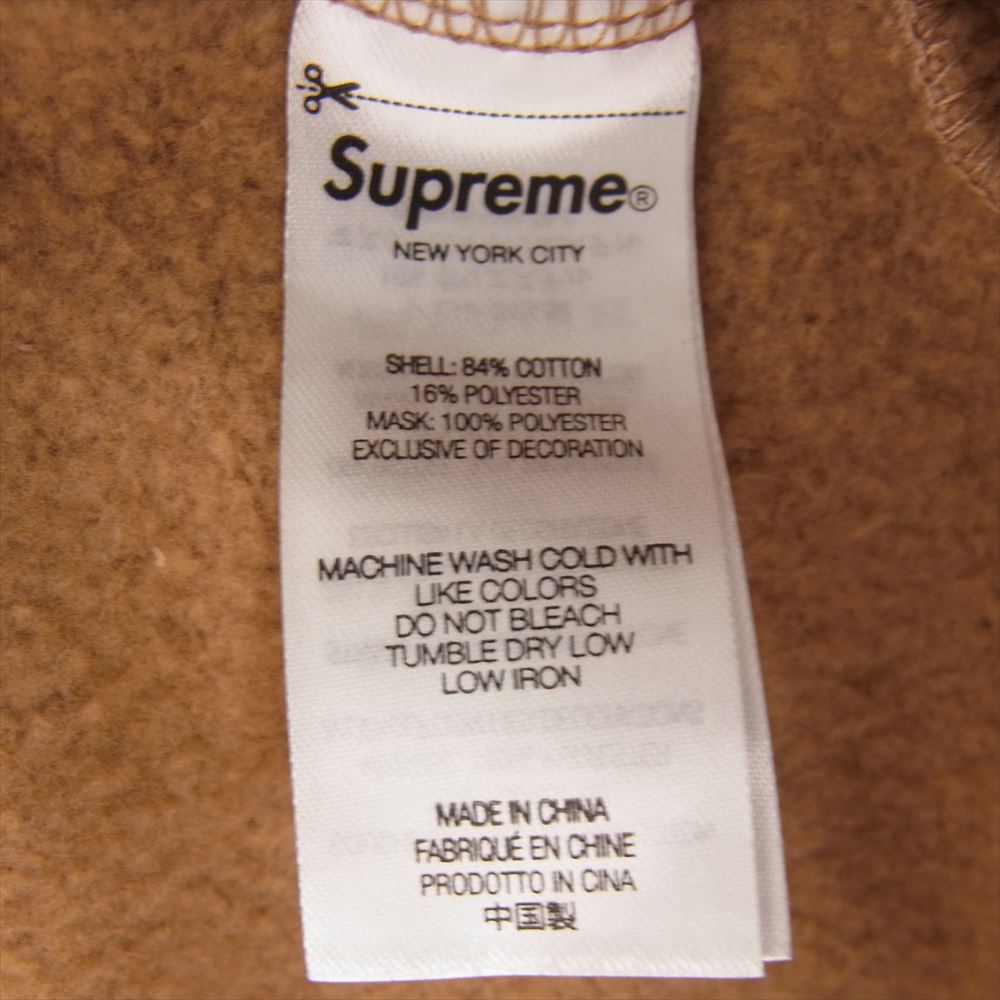 Supreme®
NEW YORK CITY
SHELL: 84% COTTON
16% POLYESTER
MASK: 100% POLYESTER
EXCLUSIVE OF DECORATION
MACHINE WASH COLD WITH
LIKE COLORS
DO NOT BLEACH
TUMBLE DRY LOW
LOW IRON
MADE IN CHINA
FABRIQUÉ EN CHINE
PRODOTTO IN CINA
中国製